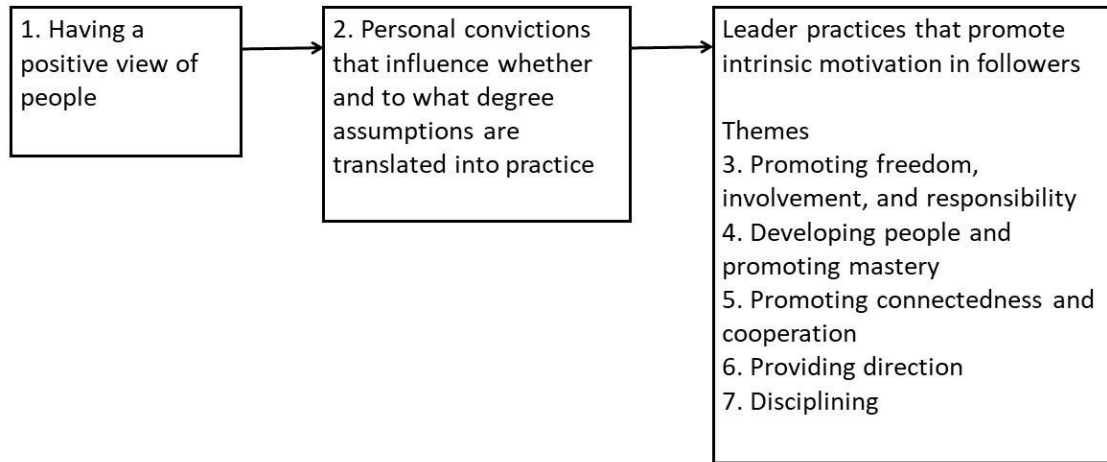 1. Having a
positive view of
people
2. Personal convictions
that influence whether
and to what degree
assumptions are
translated into practice
Leader practices that promote
intrinsic motivation in followers
Themes
3. Promoting freedom,
involvement, and responsibility
4. Developing people and
promoting mastery
5. Promoting connectedness and
cooperation
6. Providing direction
7. Disciplining